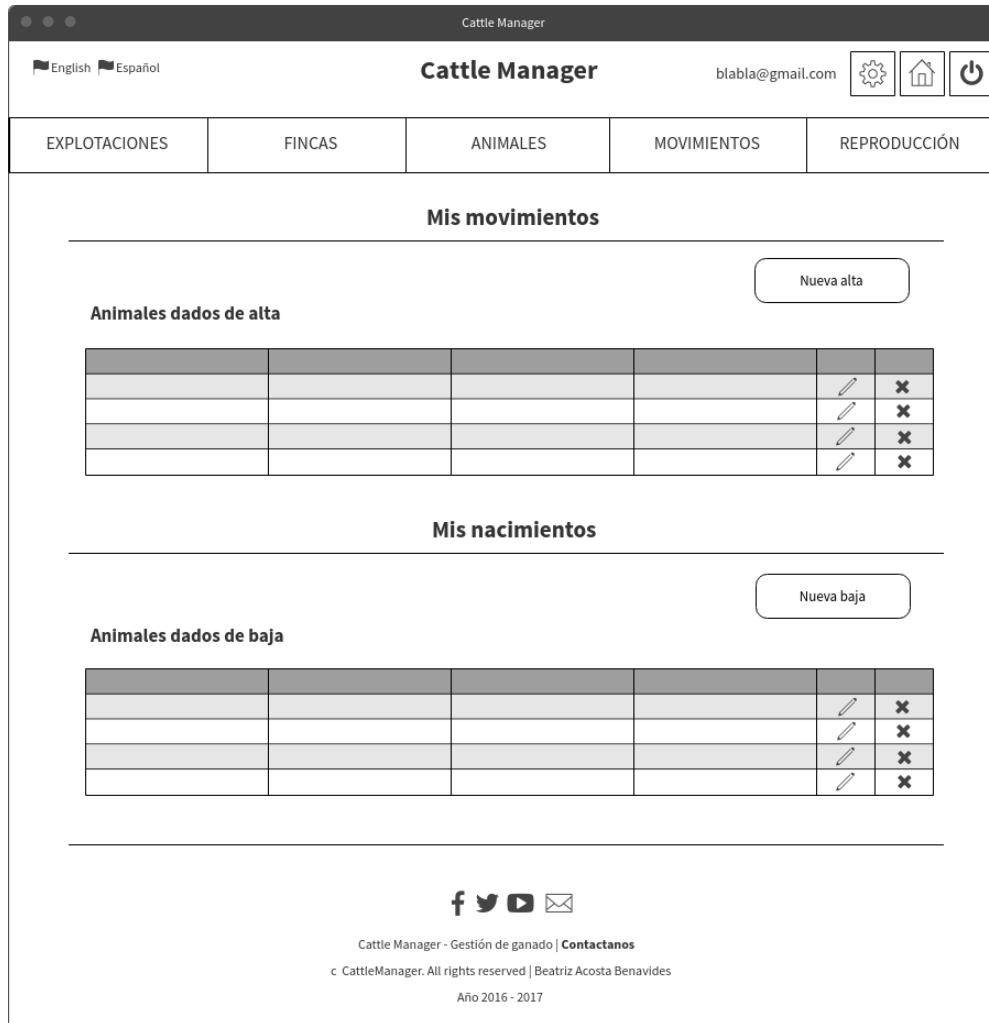 Cattle Manager
English Español
Cattle Manager
blabla@gmail.com
EXPLOTACIONES FINCAS ANIMALES MOVIMIENTOS REPRODUCCIÓN
Mis movimientos
Nueva alta
Animales dados de alta
Mis nacimientos
Nueva baja
Animales dados de baja
Cattle Manager - Gestión de ganado | Contactanos
c CattleManager. All rights reserved | Beatriz Acosta Benavides
Año 2016 - 2017